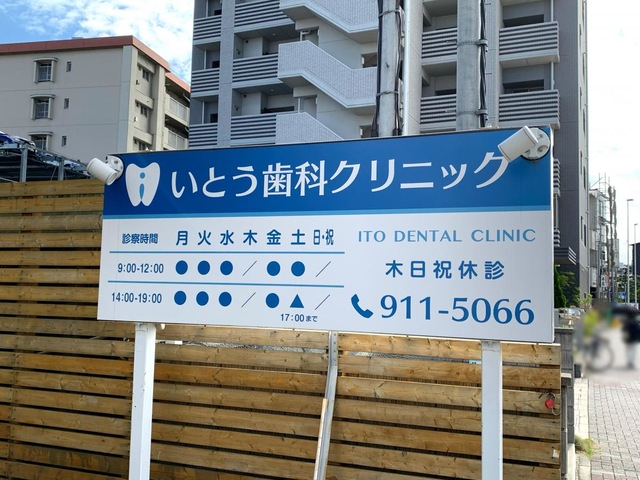 いとう歯科クリニック
診察時間 月 火 水 木 金 土 日・祝
9:00-12:00 ● ● ● ／ ● ● ／
14:00-19:00 ● ● ● ／ ● ▲ ／
17:00まで
ITO DENTAL CLINIC
木日祝休診
911-5066